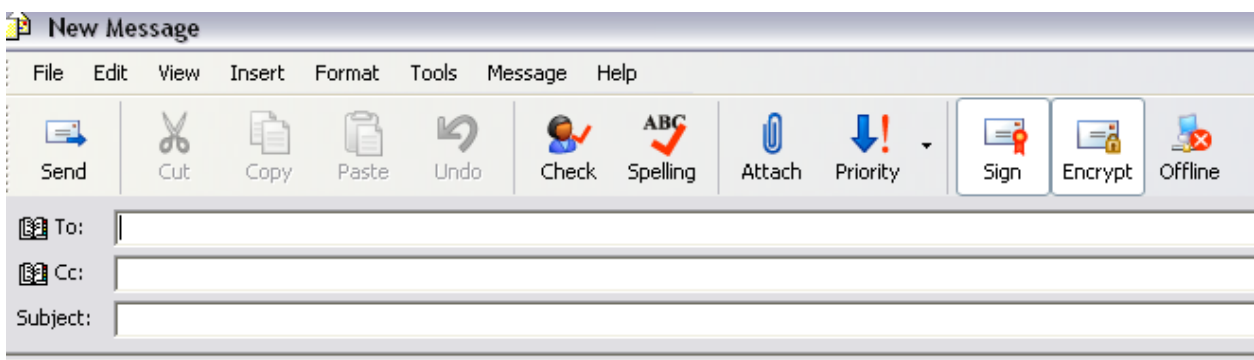 New Message
File Edit View Insert Format Tools Message Help
ABC
Send Cut Copy Paste Undo Check Spelling Attach Priority Sign Encrypt Offline
To:
Cc:
Subject: